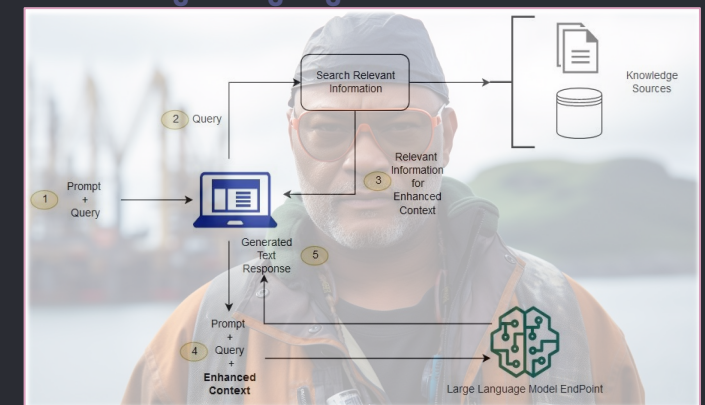 Search Relevant
Information
Knowledge
Sources
2 Query
Relevant
Information
for
Enhanced
Context
3
1
Prompt
+
Query
Generated
Text
Response
5
Prompt
+
Query
+
Enhanced
Context
4
Large Language Model EndPoint